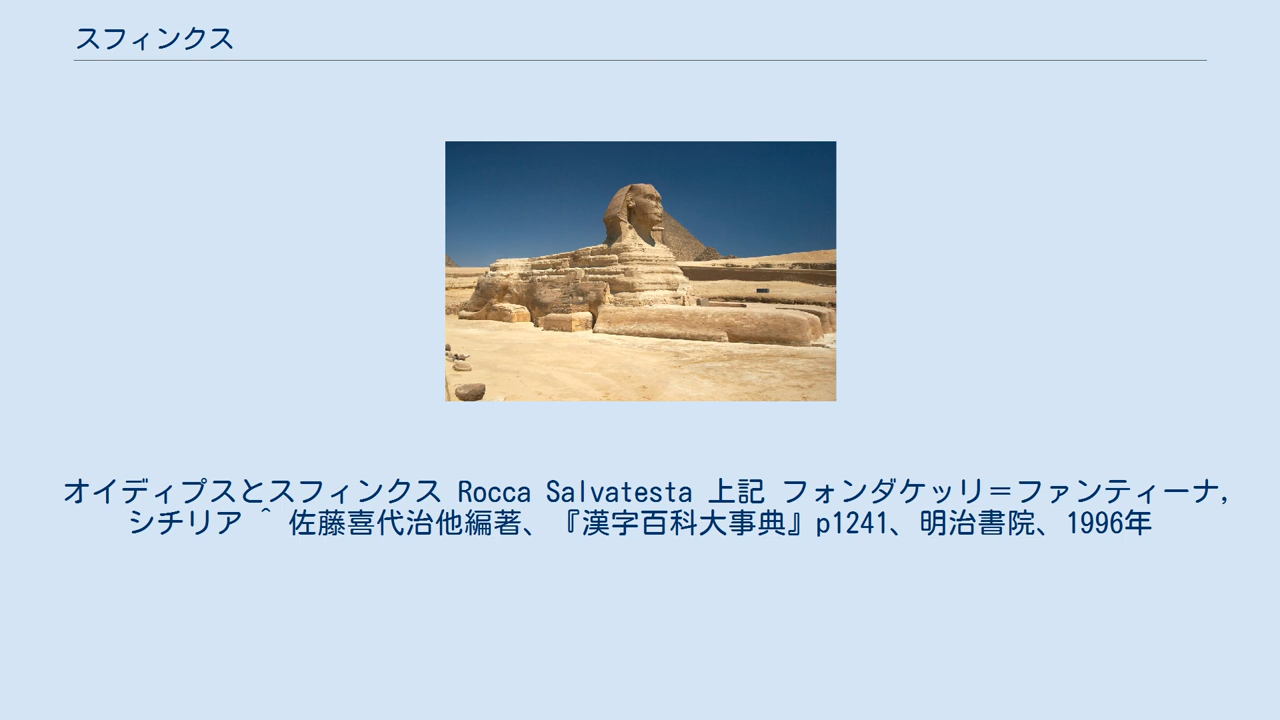 スフィンクス
オイディプスとスフィンクス Rocca Salvatesta 上記 フォンダケッリ＝ファンティーナ,
シチリア ^ 佐藤喜代治他編著、『漢字百科大事典』p1241、明治書院、1996年